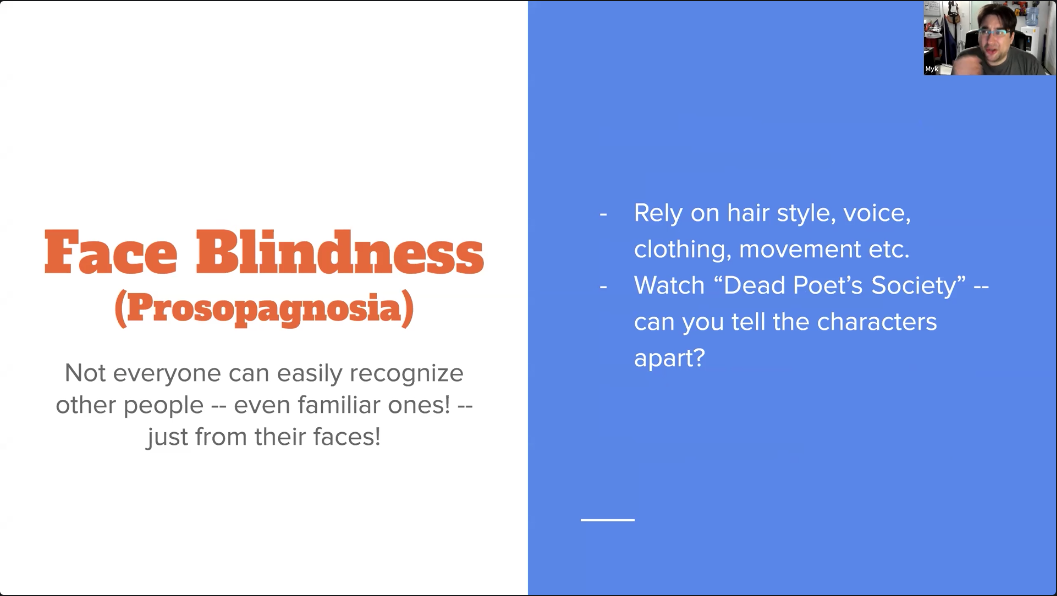 Face Blindness
(Prosopagnosia)
Not everyone can easily recognize
other people -- even familiar ones! --
just from their faces!
- Rely on hair style, voice,
clothing, movement etc.
- Watch “Dead Poet’s Society” --
can you tell the characters
apart?